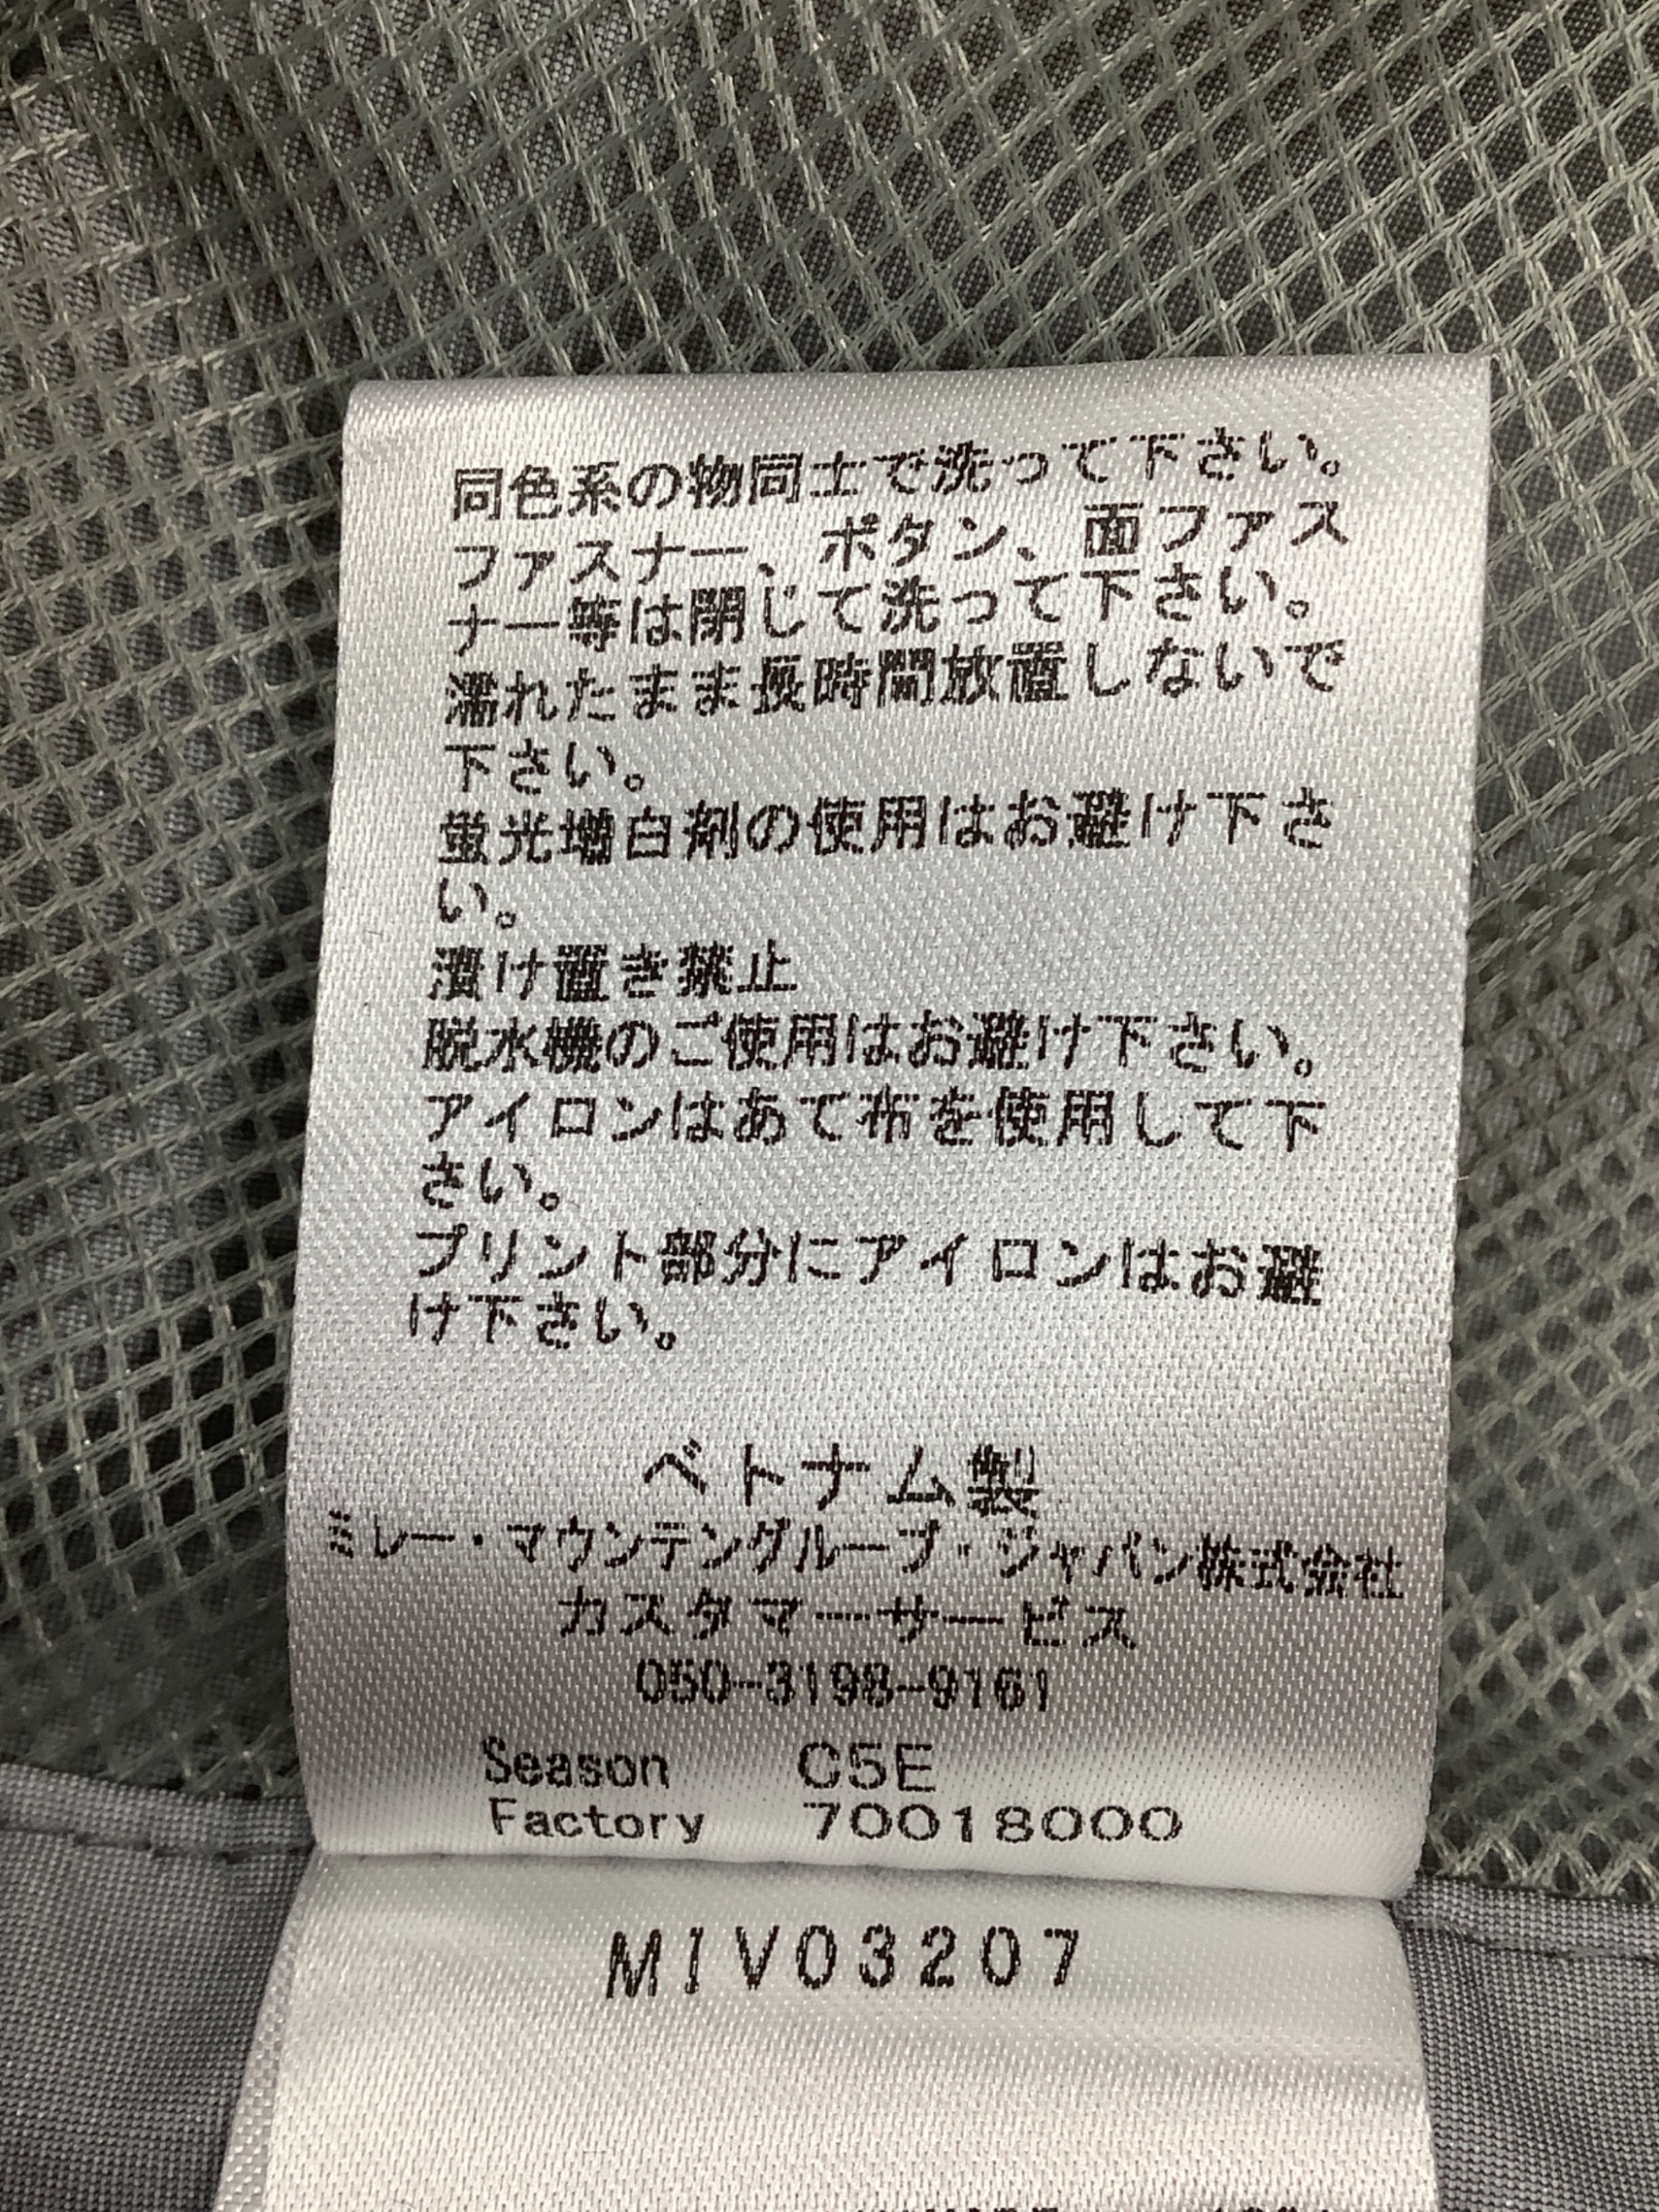 同色系の物同士で洗って下さい。
ファスナー、ボタン、面ファス
ナー等は閉じて洗って下さい。
濡れたまま長時間放置しないで
下さい。
蛍光増白剤の使用はお避け下さ
い。
漬け置き禁止
脱水機のご使用はお避け下さい。
アイロンはあて布を使用して下
さい。
プリント部分にアイロンはお避
け下さい。
ベトナム製
ミレー・マウンテングループ・ジャパン株式会社
カスタマーサービス
050-3198-9161
Season C5E
Factory 70018000
MIV03207